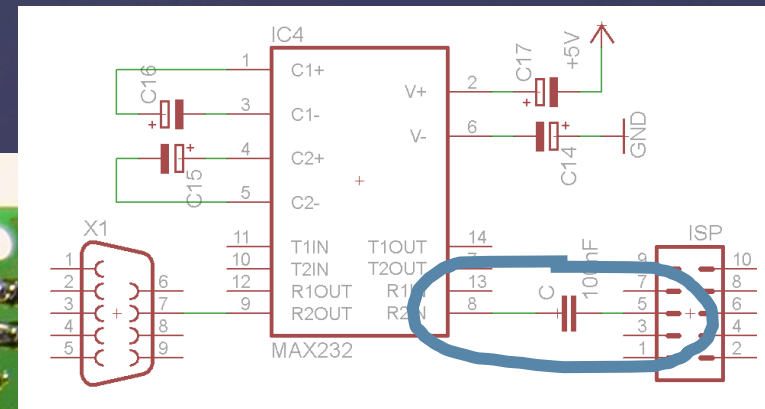 IC4
1 C1+
C16
3 C1-
+
4 C2+
+
C15
5 C2-
V+ 2
C17
+
+5V
V- 6
+
C14
GND
X1
1
2
3
4
5
6
7
8
9
11 T1IN
10 T2IN
12 R1OUT
9 R2OUT
T1OUT 14
T2OUT
13
R2IN 8
MAX232
C
ISP
9 10
7 8
5 6
3 4
1 2